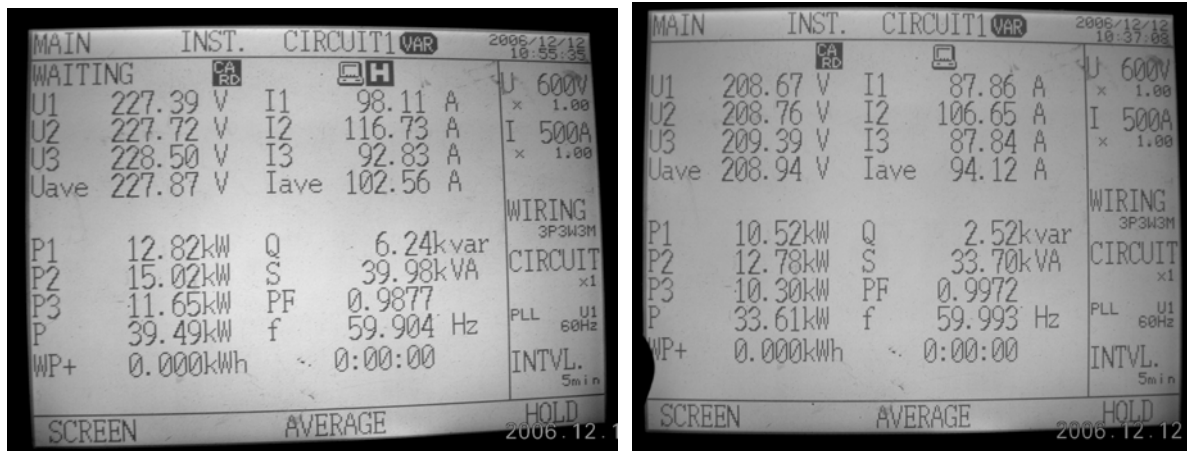 MAIN INST. CIRCUIT1 VAR 2006/12/12
10:55:35
WAITING CARD H
U1 227.39 V I1 98.11 A
U2 227.72 V I2 116.73 A
U3 228.50 V I3 92.83 A
Uave 227.87 V Iave 102.56 A
P1 12.82kW Q 6.24kvar
P2 15.02kW S 39.98kVA
P3 11.65kW PF 0.9877
P 39.49kW f 59.904 Hz
WP+ 0.000kWh 0:00:00
U 600V
× 1.00
I 500A
× 1.00
WIRING
3P3W3M
CIRCUIT
×1
PLL U1
60Hz
INTVL.
5min
SCREEN AVERAGE HOLD
2006.12.1
MAIN INST. CIRCUIT1 VAR 2006/12/12
10:37:08
CARD
U1 208.67 V I1 87.86 A
U2 208.76 V I2 106.65 A
U3 209.39 V I3 87.84 A
Uave 208.94 V Iave 94.12 A
P1 10.52kW Q 2.52kvar
P2 12.78kW S 33.70kVA
P3 10.30kW PF 0.9972
P 33.61kW f 59.993 Hz
WP+ 0.000kWh 0:00:00
U 600V
× 1.00
I 500A
× 1.00
WIRING
3P3W3M
CIRCUIT
×1
PLL U1
60Hz
INTVL.
5min
SCREEN AVERAGE HOLD
2006.12.12